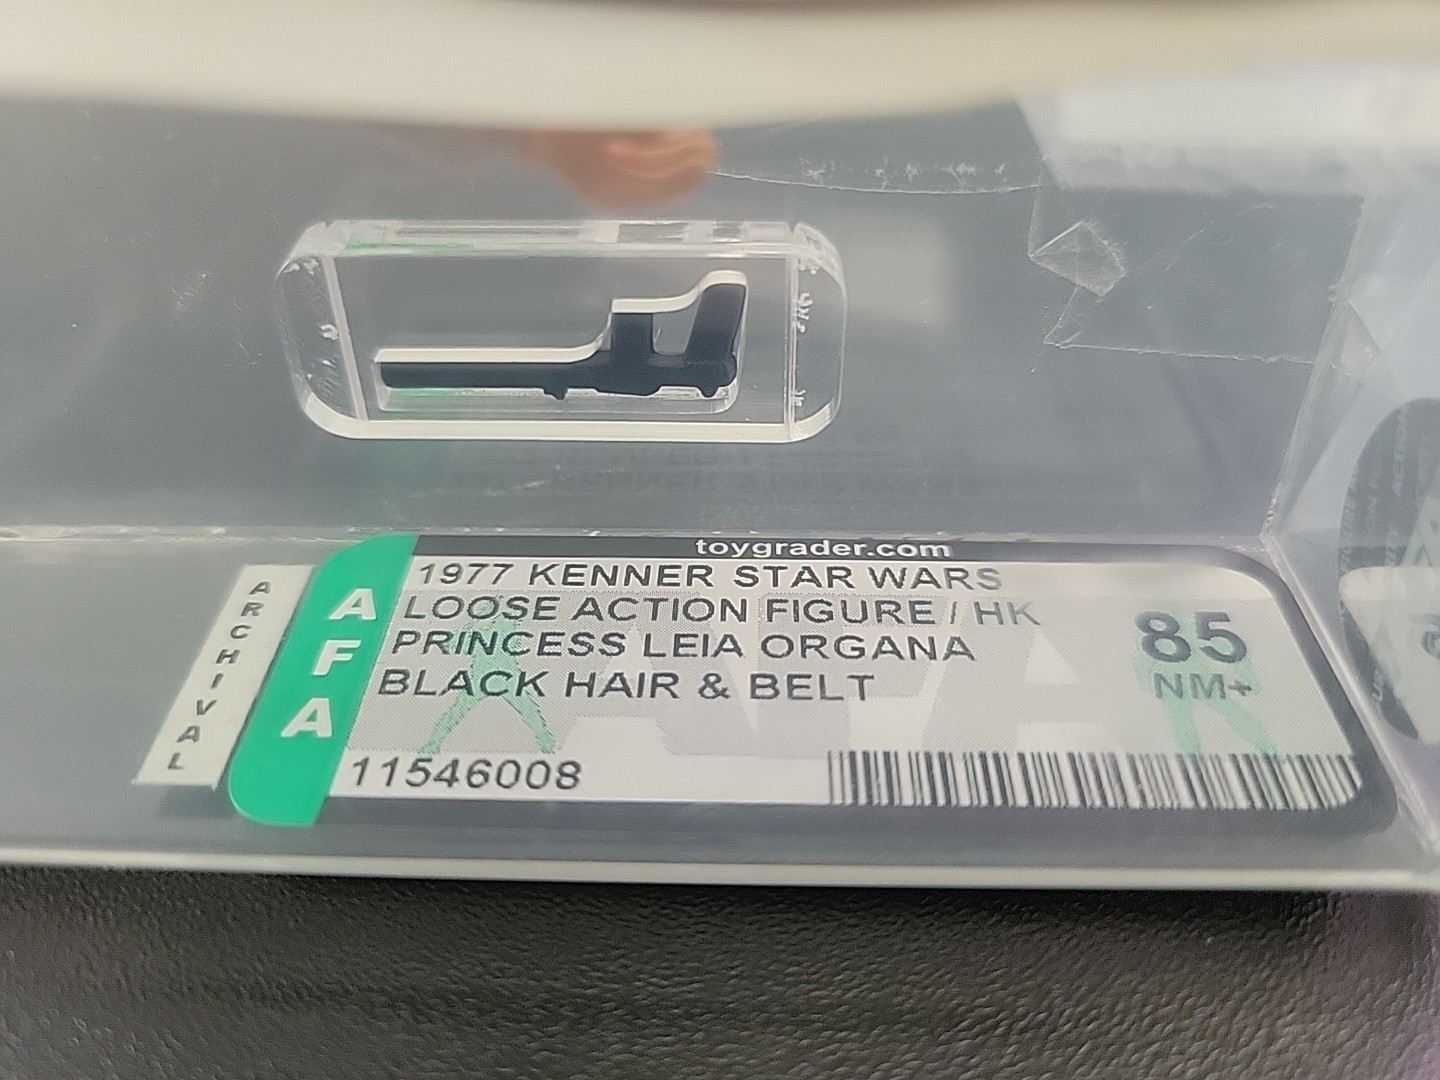 toygrader.com
ARCHIVAL
AFA
1977 KENNER STAR WARS
LOOSE ACTION FIGURE / HK
PRINCESS LEIA ORGANA
BLACK HAIR & BELT
85
NM+
11546008